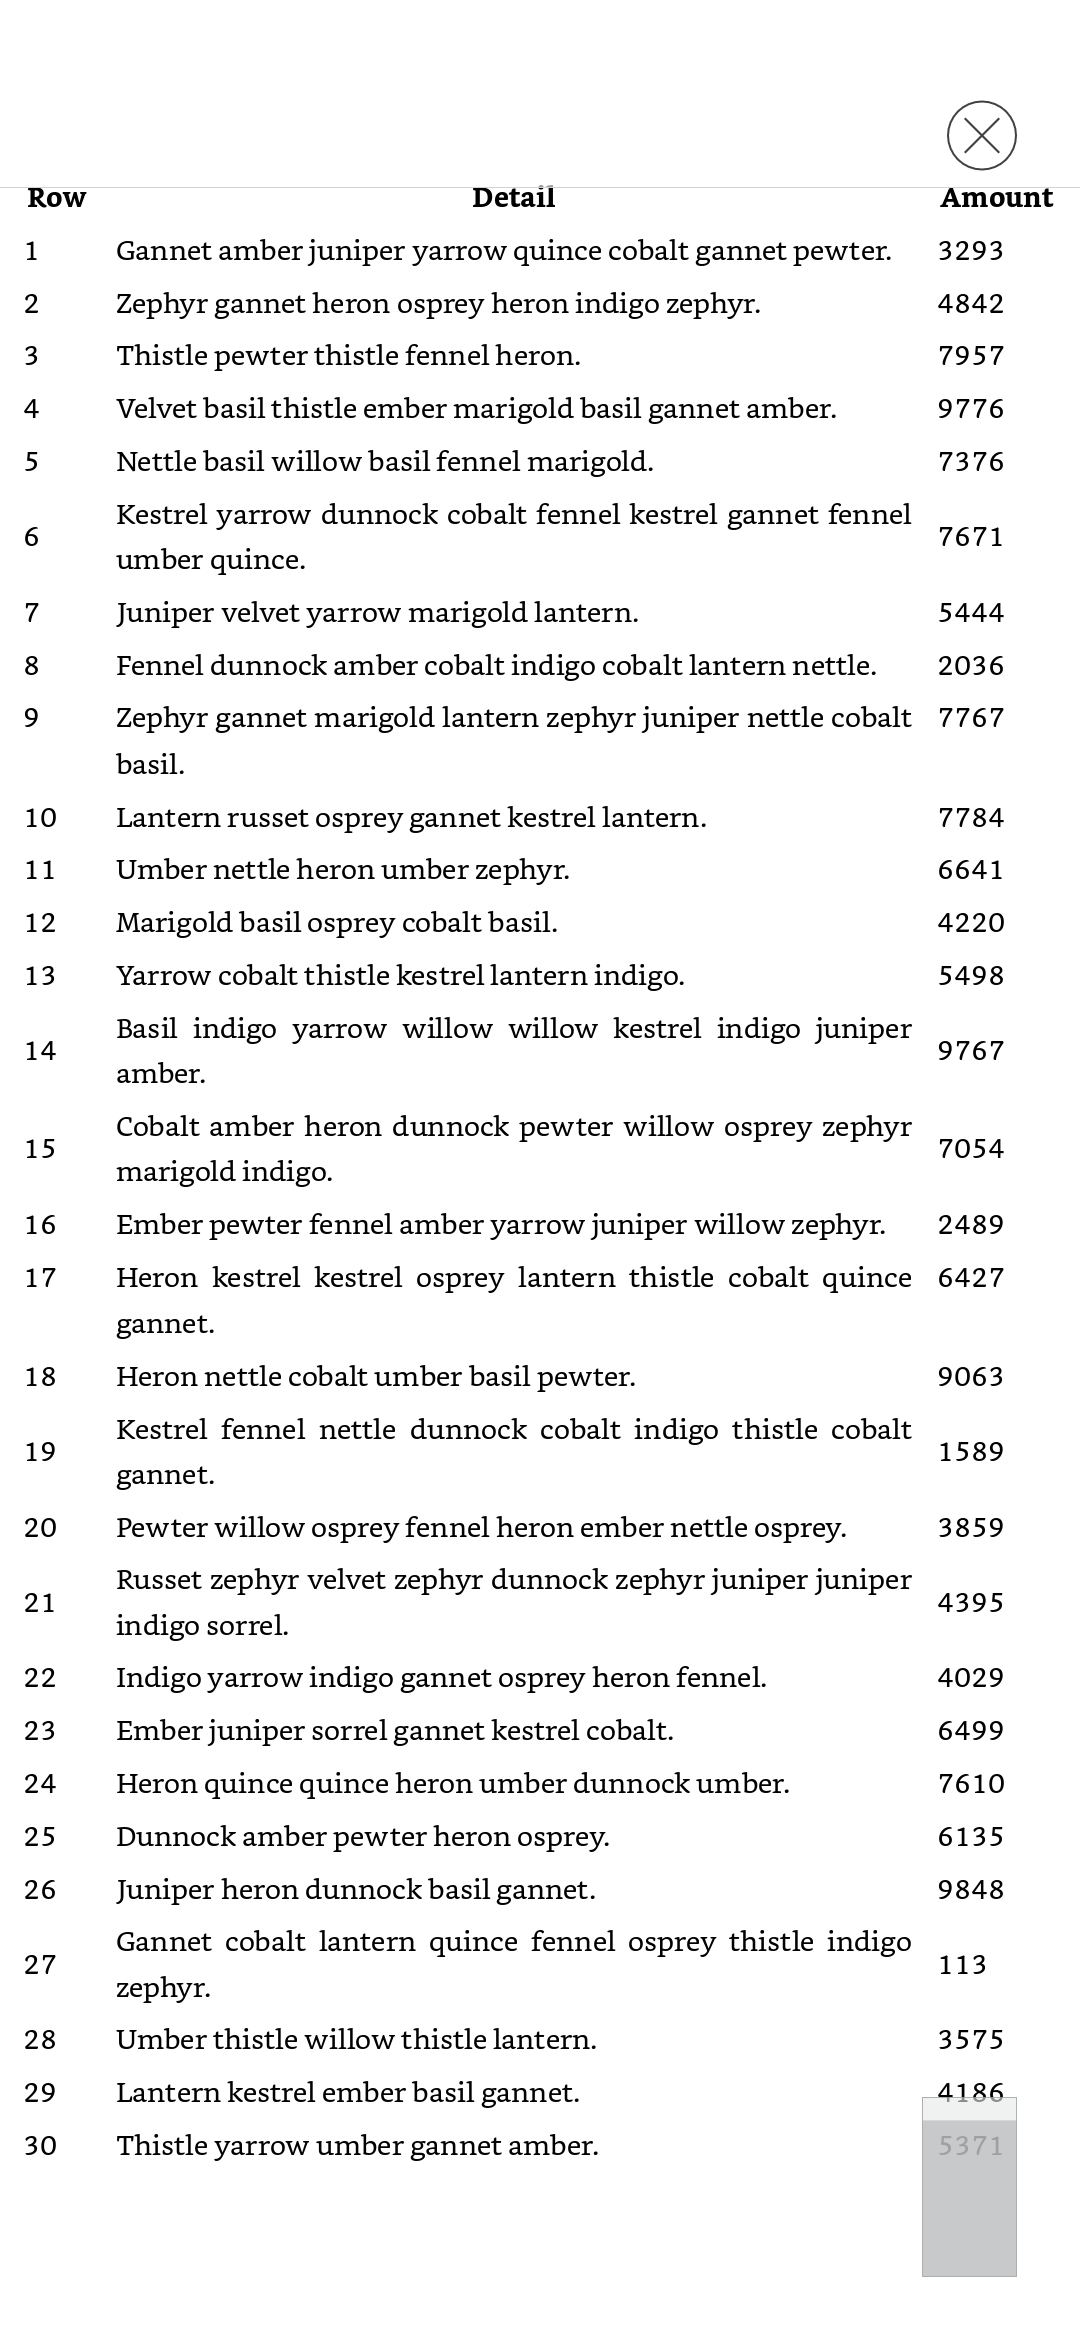 Row Detail Amount
1 Gannet amber juniper yarrow quince cobalt gannet pewter. 3293
2 Zephyr gannet heron osprey heron indigo zephyr. 4842
3 Thistle pewter thistle fennel heron. 7957
4 Velvet basil thistle ember marigold basil gannet amber. 9776
5 Nettle basil willow basil fennel marigold. 7376
6 Kestrel yarrow dunnock cobalt fennel kestrel gannet fennel 7671
umber quince.
7 Juniper velvet yarrow marigold lantern. 5444
8 Fennel dunnock amber cobalt indigo cobalt lantern nettle. 2036
9 Zephyr gannet marigold lantern zephyr juniper nettle cobalt 7767
basil.
10 Lantern russet osprey gannet kestrel lantern. 7784
11 Umber nettle heron umber zephyr. 6641
12 Marigold basil osprey cobalt basil. 4220
13 Yarrow cobalt thistle kestrel lantern indigo. 5498
14 Basil indigo yarrow willow willow kestrel indigo juniper 9767
amber.
15 Cobalt amber heron dunnock pewter willow osprey zephyr 7054
marigold indigo.
16 Ember pewter fennel amber yarrow juniper willow zephyr. 2489
17 Heron kestrel kestrel osprey lantern thistle cobalt quince 6427
gannet.
18 Heron nettle cobalt umber basil pewter. 9063
19 Kestrel fennel nettle dunnock cobalt indigo thistle cobalt 1589
gannet.
20 Pewter willow osprey fennel heron ember nettle osprey. 3859
21 Russet zephyr velvet zephyr dunnock zephyr juniper juniper 4395
indigo sorrel.
22 Indigo yarrow indigo gannet osprey heron fennel. 4029
23 Ember juniper sorrel gannet kestrel cobalt. 6499
24 Heron quince quince heron umber dunnock umber. 7610
25 Dunnock amber pewter heron osprey. 6135
26 Juniper heron dunnock basil gannet. 9848
27 Gannet cobalt lantern quince fennel osprey thistle indigo 113
zephyr.
28 Umber thistle willow thistle lantern. 3575
29 Lantern kestrel ember basil gannet. 4186
30 Thistle yarrow umber gannet amber. 5371